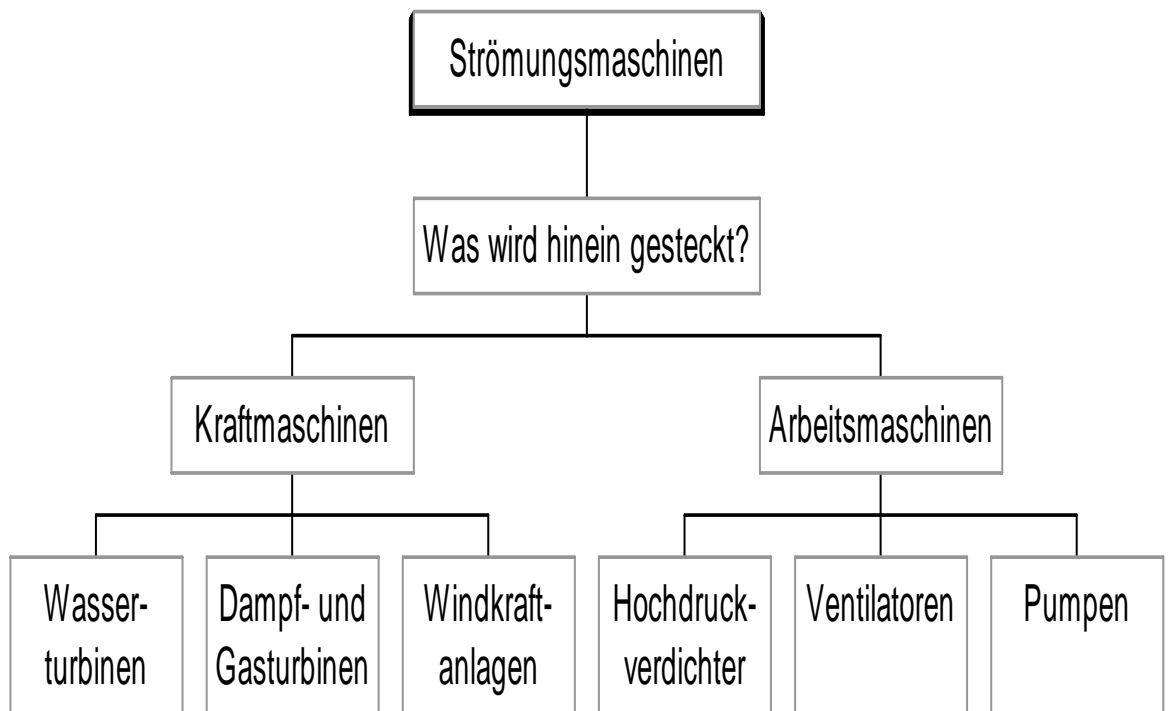 Strömungsmaschinen
Was wird hinein gesteckt?
Kraftmaschinen
Arbeitsmaschinen
Wasser-
turbinen
Dampf- und
Gasturbinen
Windkraft-
anlagen
Hochdruck-
verdichter
Ventilatoren
Pumpen